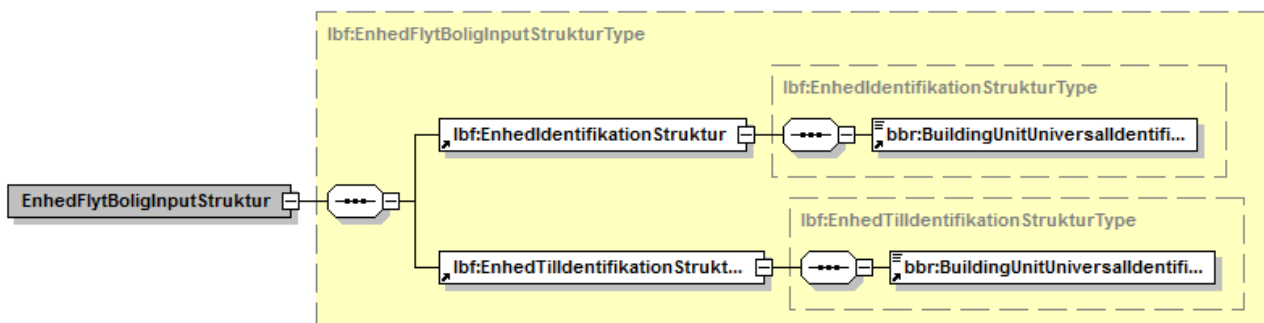 lbf:EnhedFlytBoligInputStrukturType
lbf:EnhedIdentifikationStrukturType
lbf:EnhedIdentifikationStruktur
bbr:BuildingUnitUniversalIdentifi...
EnhedFlytBoligInputStruktur
lbf:EnhedTilIdentifikationStrukturType
lbf:EnhedTilIdentifikationStrukt...
bbr:BuildingUnitUniversalIdentifi...